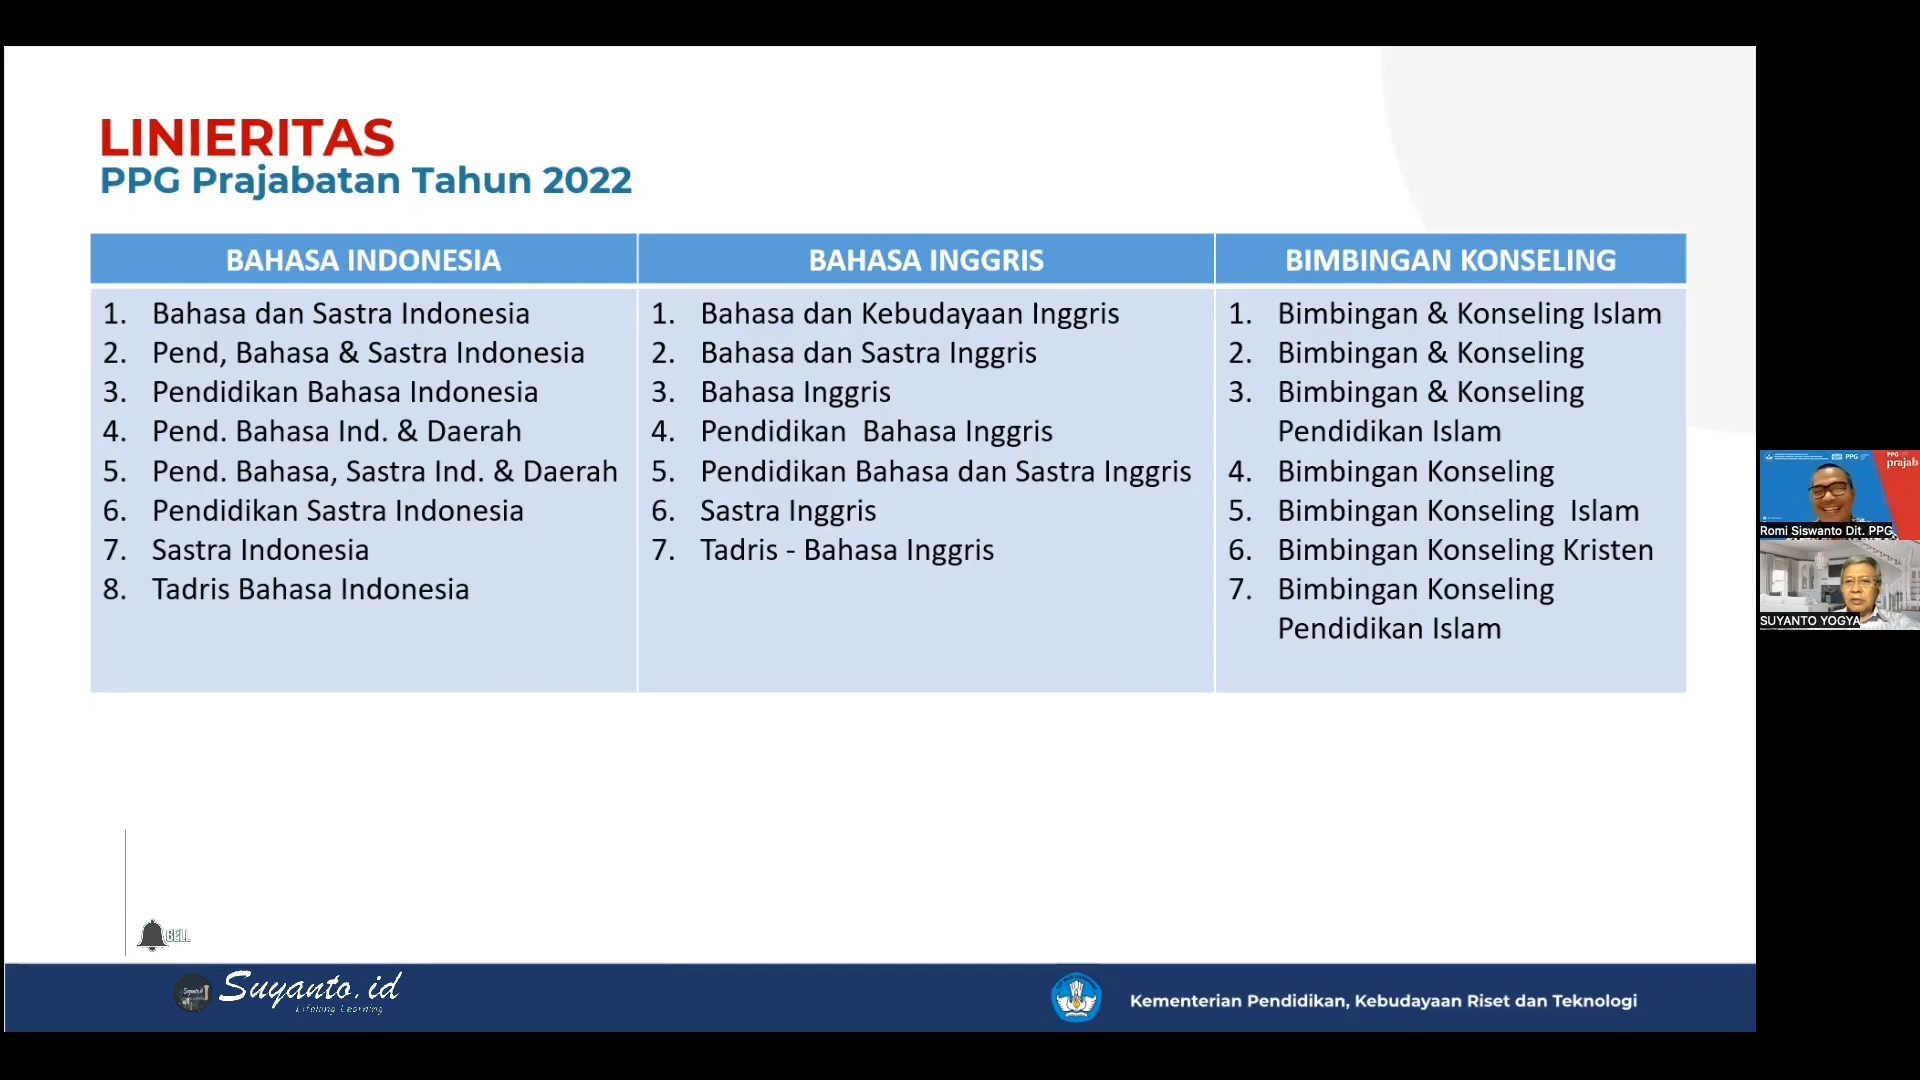 LINIERITAS
PPG Prajabatan Tahun 2022
BAHASA INDONESIA
1. Bahasa dan Sastra Indonesia
2. Pend, Bahasa & Sastra Indonesia
3. Pendidikan Bahasa Indonesia
4. Pend. Bahasa Ind. & Daerah
5. Pend. Bahasa, Sastra Ind. & Daerah
6. Pendidikan Sastra Indonesia
7. Sastra Indonesia
8. Tadris Bahasa Indonesia
BAHASA INGGRIS
1. Bahasa dan Kebudayaan Inggris
2. Bahasa dan Sastra Inggris
3. Bahasa Inggris
4. Pendidikan Bahasa Inggris
5. Pendidikan Bahasa dan Sastra Inggris
6. Sastra Inggris
7. Tadris - Bahasa Inggris
BIMBINGAN KONSELING
1. Bimbingan & Konseling Islam
2. Bimbingan & Konseling
3. Bimbingan & Konseling
Pendidikan Islam
4. Bimbingan Konseling
5. Bimbingan Konseling Islam
6. Bimbingan Konseling Kristen
7. Bimbingan Konseling
Pendidikan Islam
PPG
PPG
prajab
Romi Siswanto Dit. PPG
SUYANTO YOGYA
BELL
Suyanto.id
Lifelong Learning
Kementerian Pendidikan, Kebudayaan Riset dan Teknologi